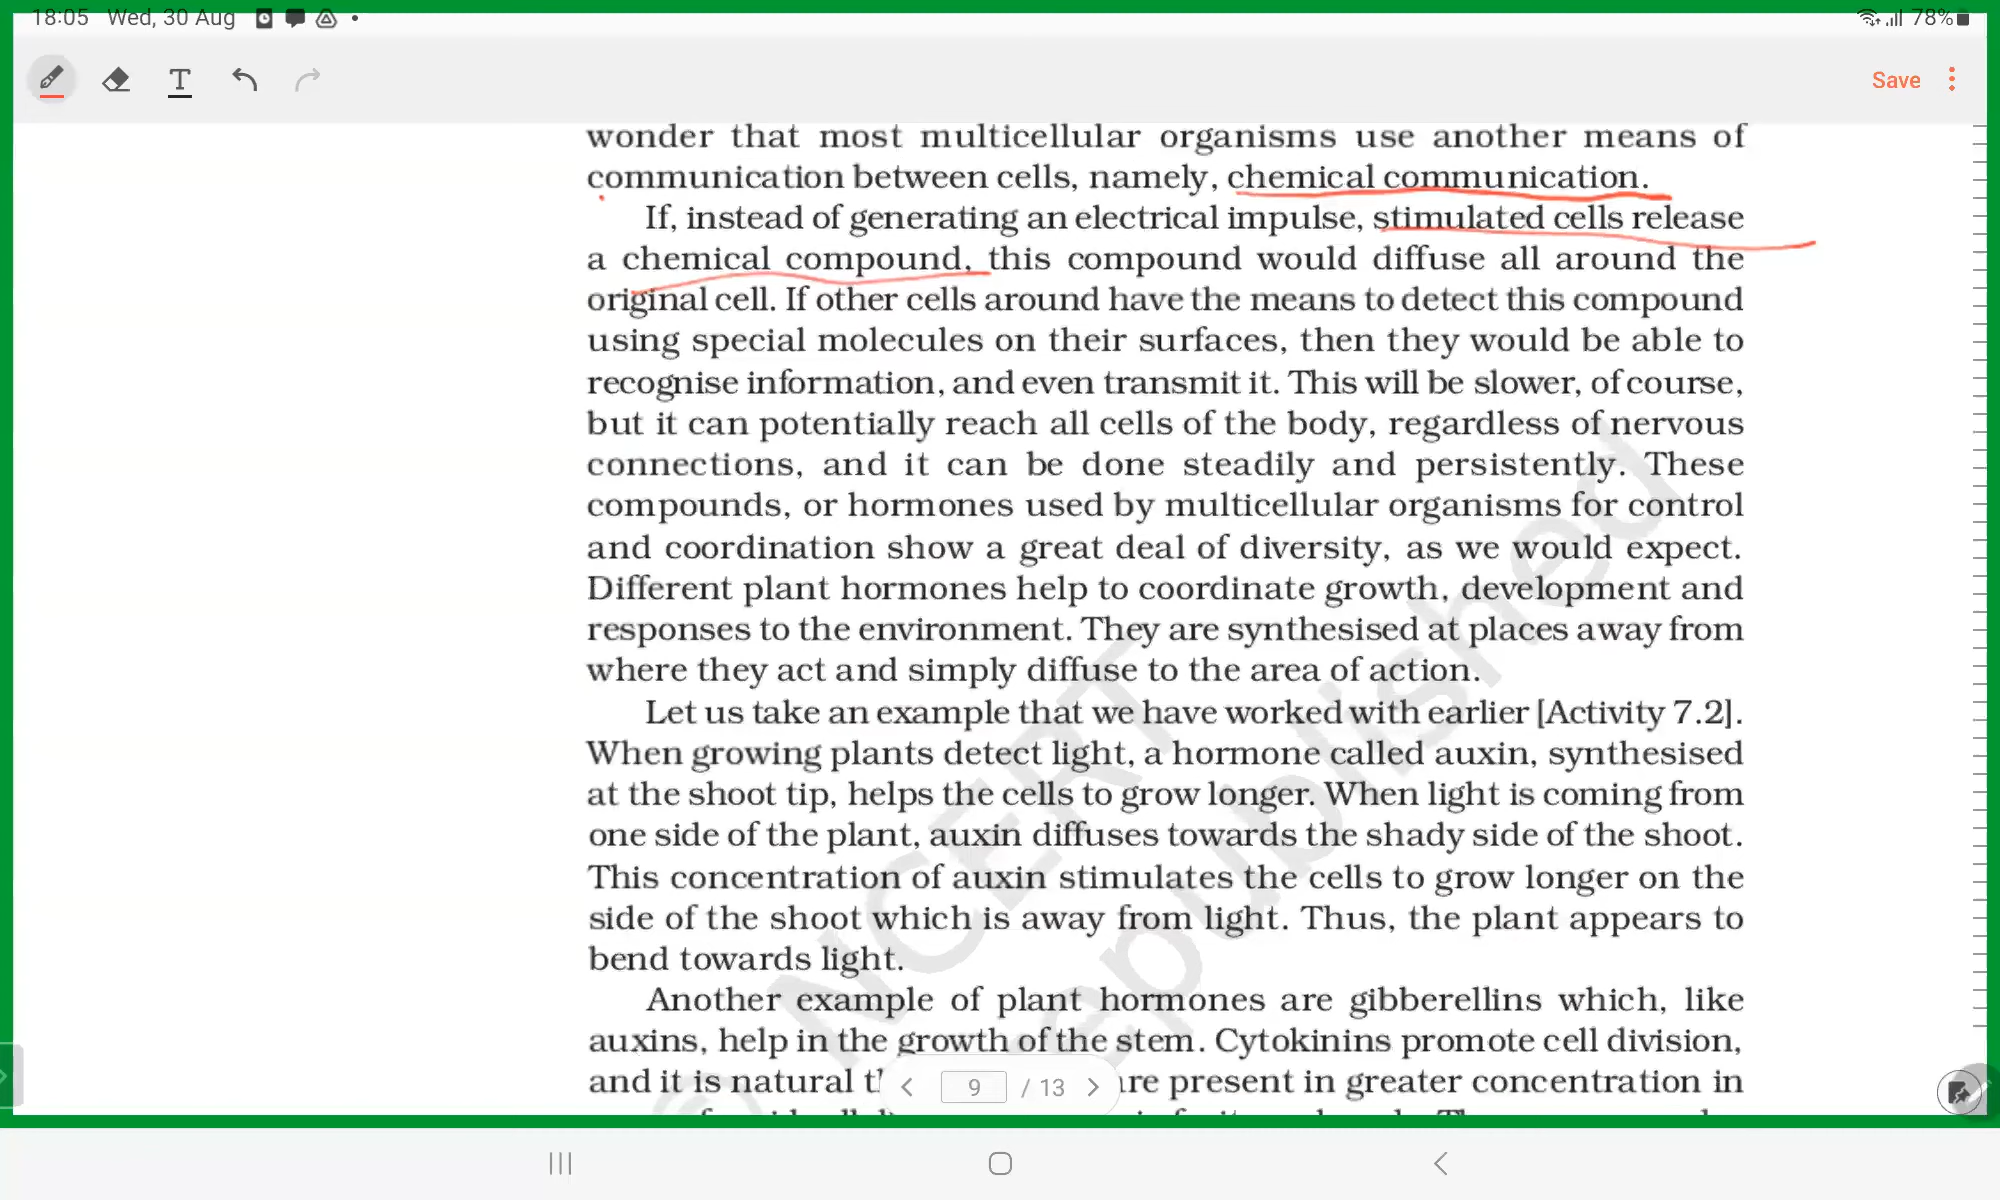 18:05 Wed, 30 Aug
78%
T
Save
wonder that most multicellular organisms use another means of
communication between cells, namely, chemical communication.
If, instead of generating an electrical impulse, stimulated cells release
a chemical compound, this compound would diffuse all around the
original cell. If other cells around have the means to detect this compound
using special molecules on their surfaces, then they would be able to
recognise information, and even transmit it. This will be slower, of course,
but it can potentially reach all cells of the body, regardless of nervous
connections, and it can be done steadily and persistently. These
compounds, or hormones used by multicellular organisms for control
and coordination show a great deal of diversity, as we would expect.
Different plant hormones help to coordinate growth, development and
responses to the environment. They are synthesised at places away from
where they act and simply diffuse to the area of action.
Let us take an example that we have worked with earlier [Activity 7.2].
When growing plants detect light, a hormone called auxin, synthesised
at the shoot tip, helps the cells to grow longer. When light is coming from
one side of the plant, auxin diffuses towards the shady side of the shoot.
This concentration of auxin stimulates the cells to grow longer on the
side of the shoot which is away from light. Thus, the plant appears to
bend towards light.
Another example of plant hormones are gibberellins which, like
auxins, help in the growth of the stem. Cytokinins promote cell division,
and it is natural present in greater concentration in
9 / 13
© NCERT
republished